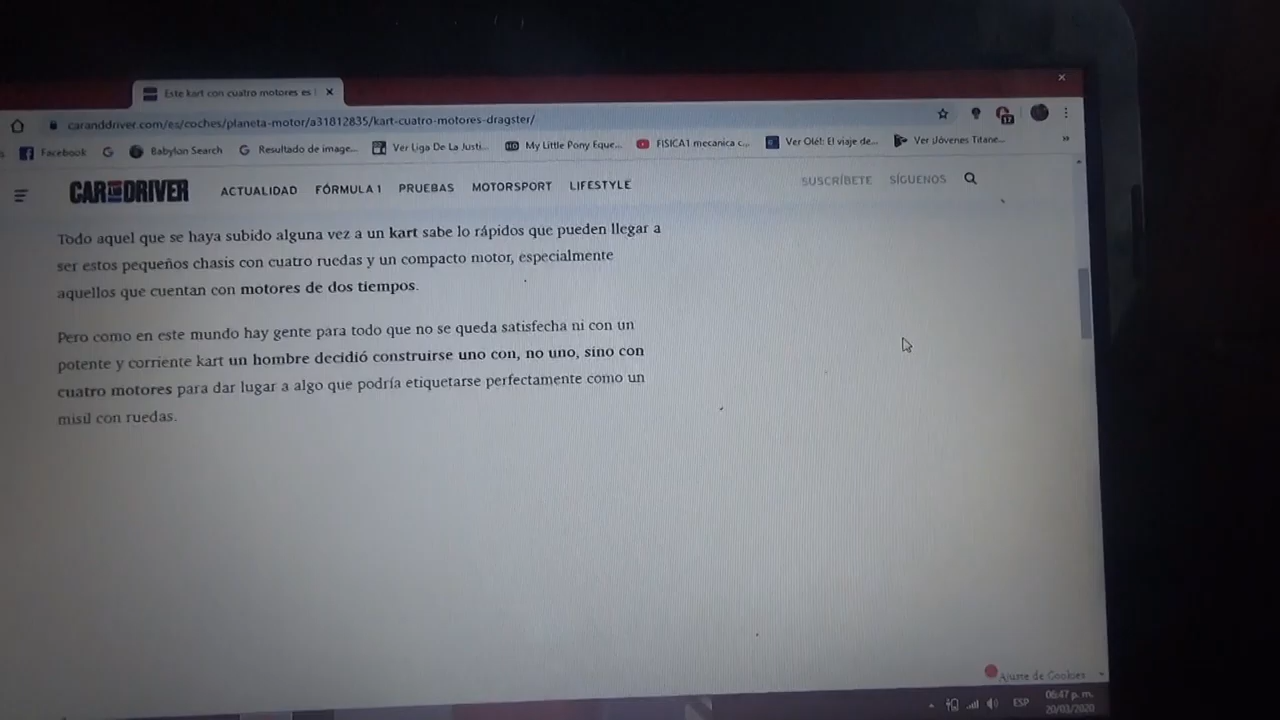 Este kart con cuatro motores es
caranddriver.com/es/coches/planeta-motor/a31812835/kart-cuatro-motores-dragster/
s Facebook Babylon Search Resultado de image... Ver Liga De La Justi... My Little Pony Eque... FISICA1 mecanica c... Ver Olé!: El viaje de... Ver Jóvenes Titane... »
CAR AND DRIVER ACTUALIDAD FÓRMULA 1 PRUEBAS MOTORSPORT LIFESTYLE SUSCRÍBETE SÍGUENOS
Todo aquel que se haya subido alguna vez a un kart sabe lo rápidos que pueden llegar a
ser estos pequeños chasis con cuatro ruedas y un compacto motor, especialmente
aquellos que cuentan con motores de dos tiempos.
Pero como en este mundo hay gente para todo que no se queda satisfecha ni con un
potente y corriente kart un hombre decidió construirse uno con, no uno, sino con
cuatro motores para dar lugar a algo que podría etiquetarse perfectamente como un
misil con ruedas.
Ajuste de Cookies
ESP 06:47 p. m.
20/03/2020